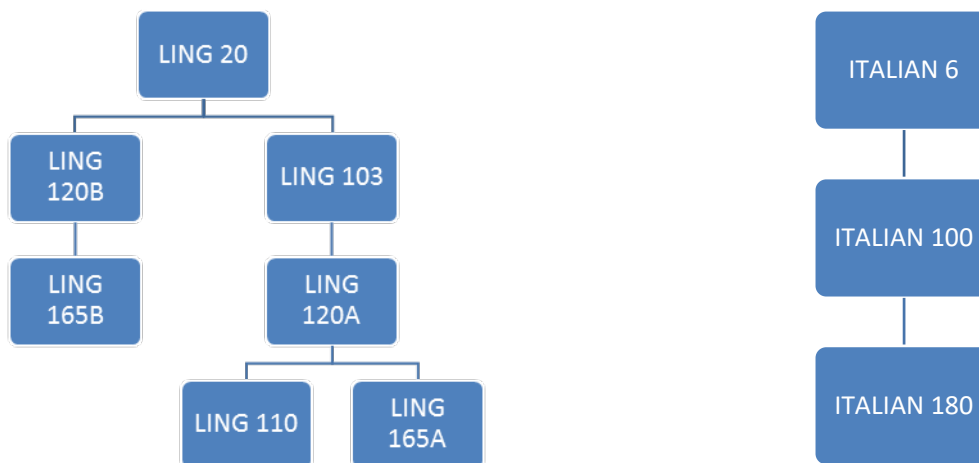 LING 20
LING
120B
LING 103
LING
165B
LING
120A
LING 110
LING
165A
ITALIAN 6
ITALIAN 100
ITALIAN 180